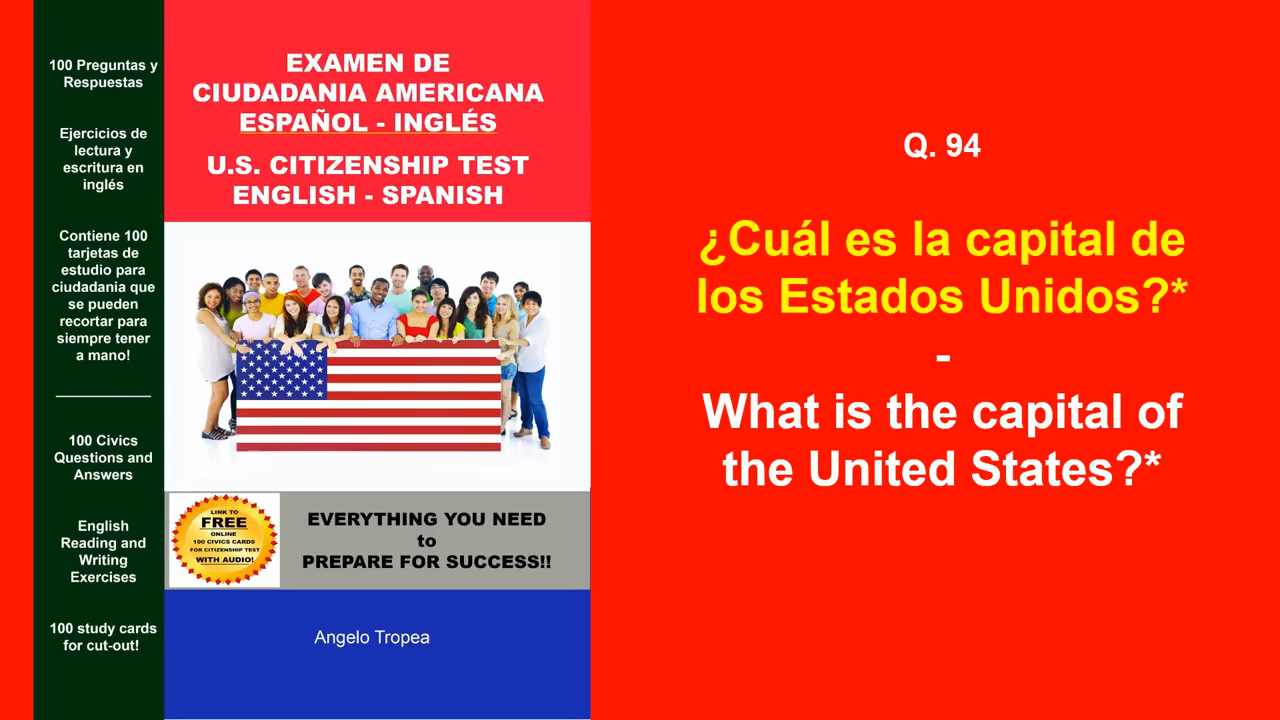 100 Preguntas y
Respuestas
Ejercicios de
lectura y
escritura en
inglés
Contiene 100
tarjetas de
estudio para
ciudadania que
se pueden
recortar para
siempre tener
a mano!
100 Civics
Questions and
Answers
English
Reading and
Writing
Exercises
100 study cards
for cut-out!
EXAMEN DE
CIUDADANIA AMERICANA
ESPAÑOL - INGLÉS
U.S. CITIZENSHIP TEST
ENGLISH - SPANISH
LINK TO
FREE
ONLINE
100 CIVICS CARDS
FOR CITIZENSHIP TEST
WITH AUDIO!
EVERYTHING YOU NEED
to
PREPARE FOR SUCCESS!!
Angelo Tropea
Q. 94
¿Cuál es la capital de
los Estados Unidos?*
-
What is the capital of
the United States?*